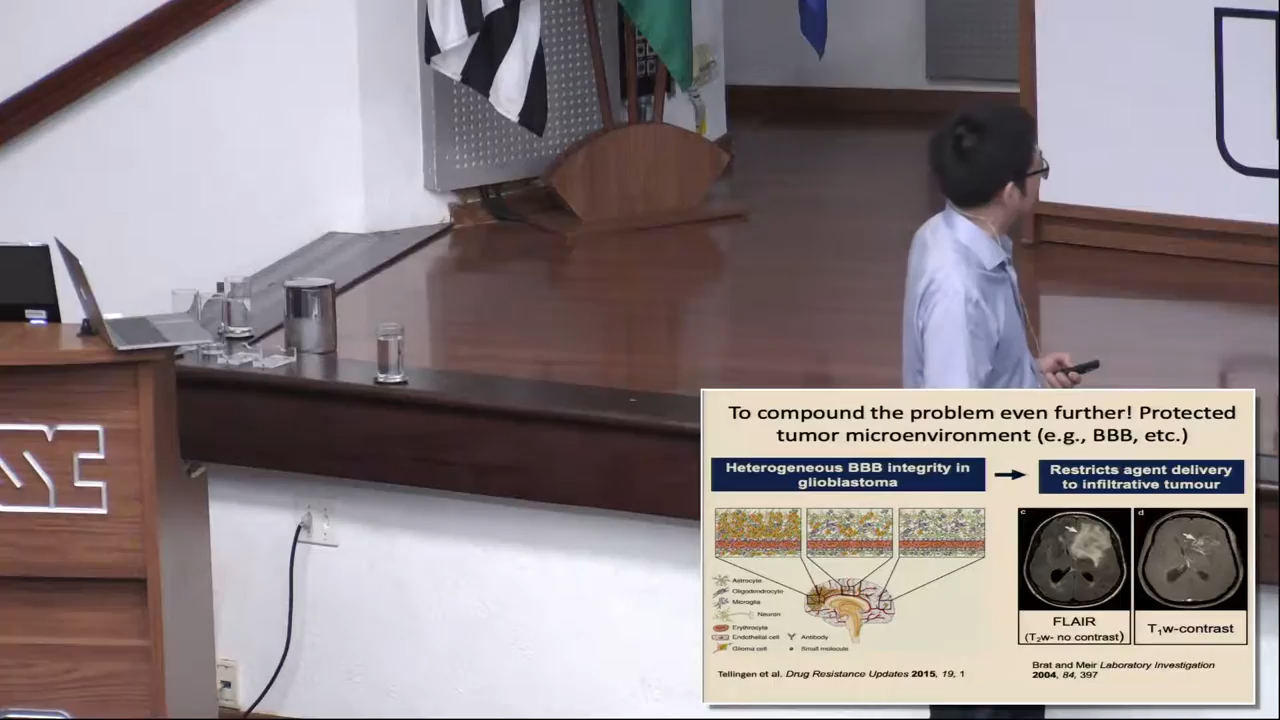 To compound the problem even further! Protected
tumor microenvironment (e.g., BBB, etc.)
Heterogeneous BBB integrity in
glioblastoma
Restricts agent delivery
to infiltrative tumour
c
d
Astrocyte
Oligodendrocyte
Microglia
Neuron
Erythrocyte
Endothelial cell
Antibody
Glioma cell
Small molecule
FLAIR
(T₂w- no contrast)
T₁w-contrast
Tellingen et al. Drug Resistance Updates 2015, 19, 1
Brat and Meir Laboratory Investigation
2004, 84, 397